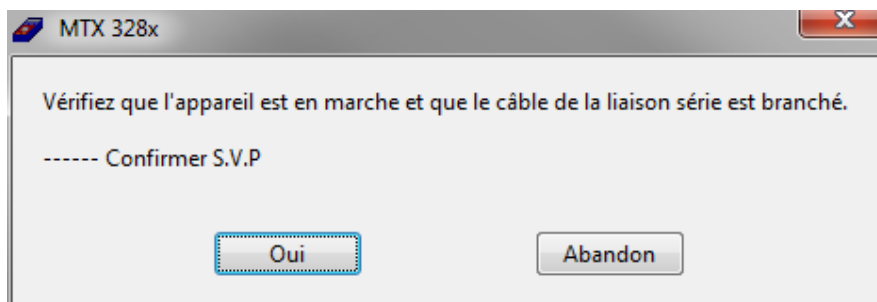 MTX 328x
Vérifiez que l'appareil est en marche et que le câble de la liaison série est branché.
------ Confirmer S.V.P
Oui
Abandon